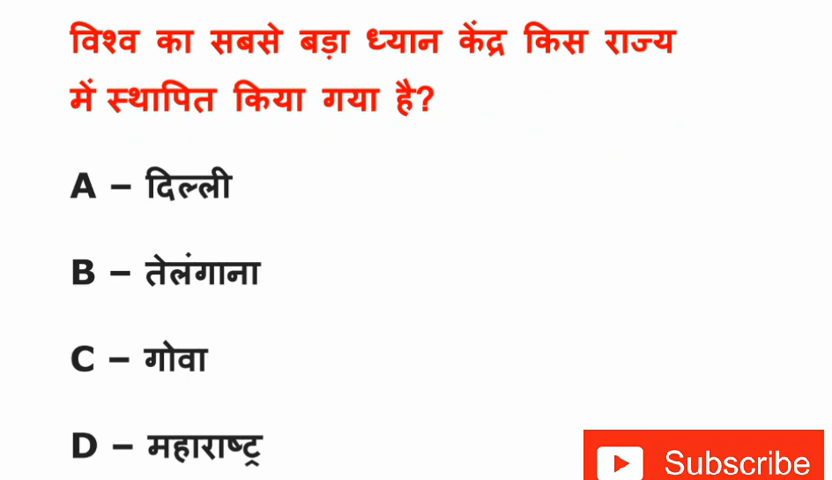 विश्व का सबसे बड़ा ध्यान केंद्र किस राज्य
में स्थापित किया गया है?
A – दिल्ली
B – तेलंगाना
C – गोवा
D – महाराष्ट्र
Subscribe